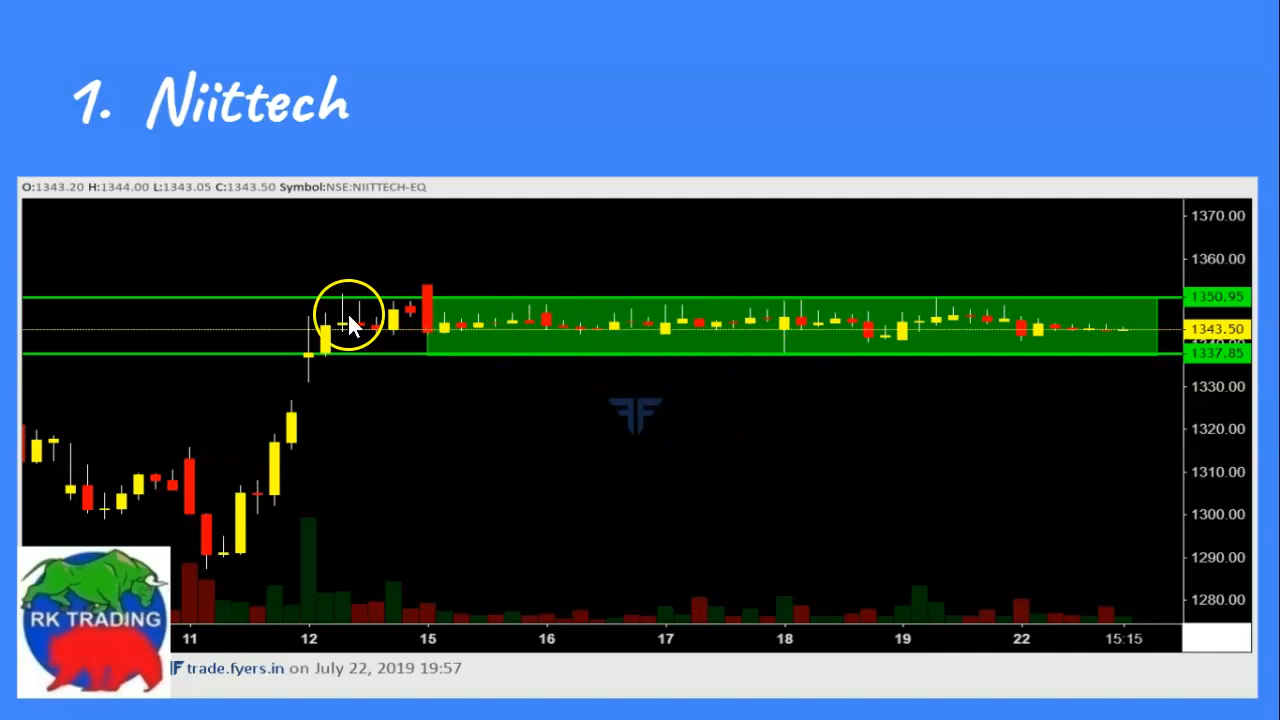 1. Niittech
O:1343.20 H:1344.00 L:1343.05 C:1343.50 Symbol:NSE:NIITTECH-EQ
1370.00
1360.00
1350.95
1343.50
1337.85
1330.00
1320.00
1310.00
1300.00
1290.00
1280.00
RK TRADING
11 12 15 16 17 18 19 22 15:15
trade.fyers.in on July 22, 2019 19:57